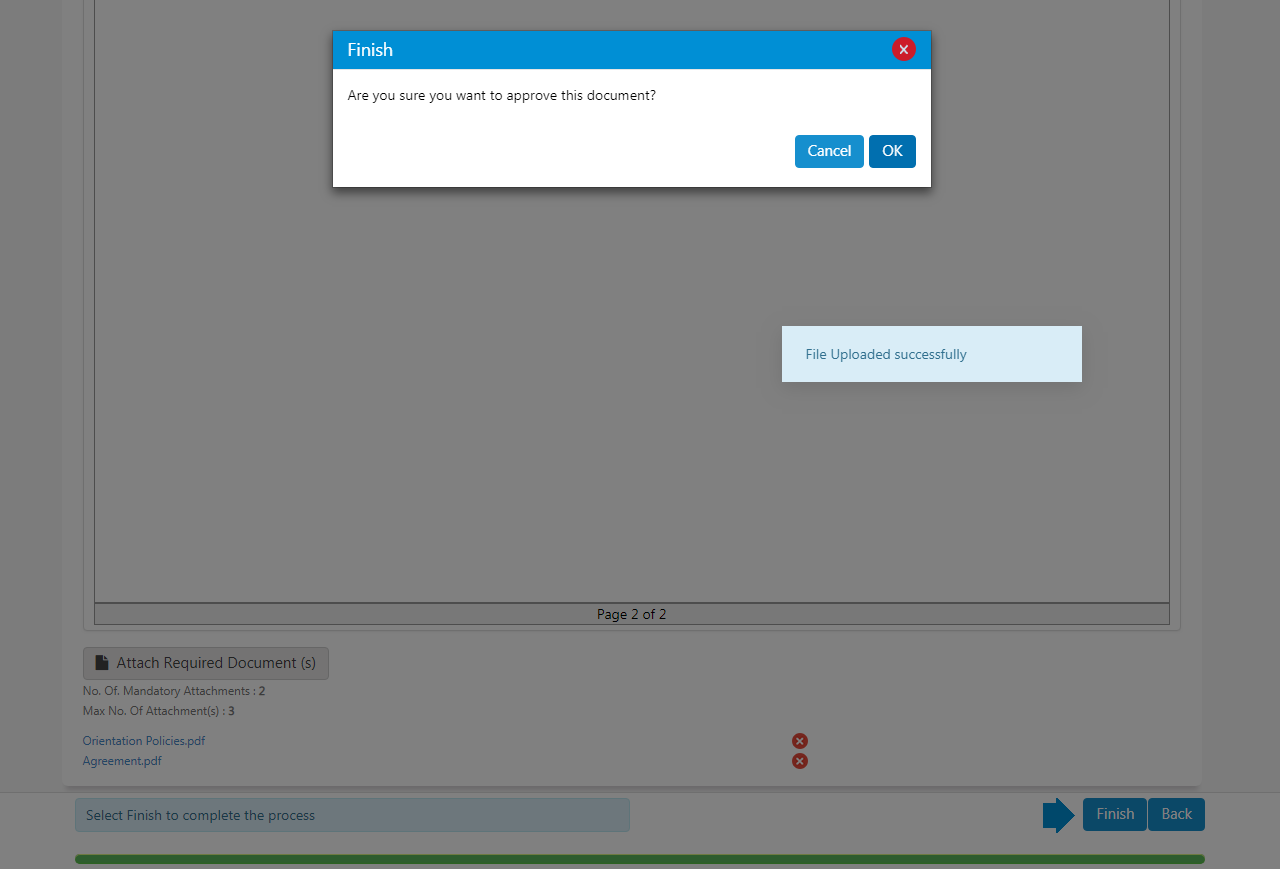 Finish
Are you sure you want to approve this document?
Cancel OK
File Uploaded successfully
Page 2 of 2
Attach Required Document (s)
No. Of. Mandatory Attachments : 2
Max No. Of Attachment(s) : 3
Orientation Policies.pdf
Agreement.pdf
Select Finish to complete the process
Finish Back